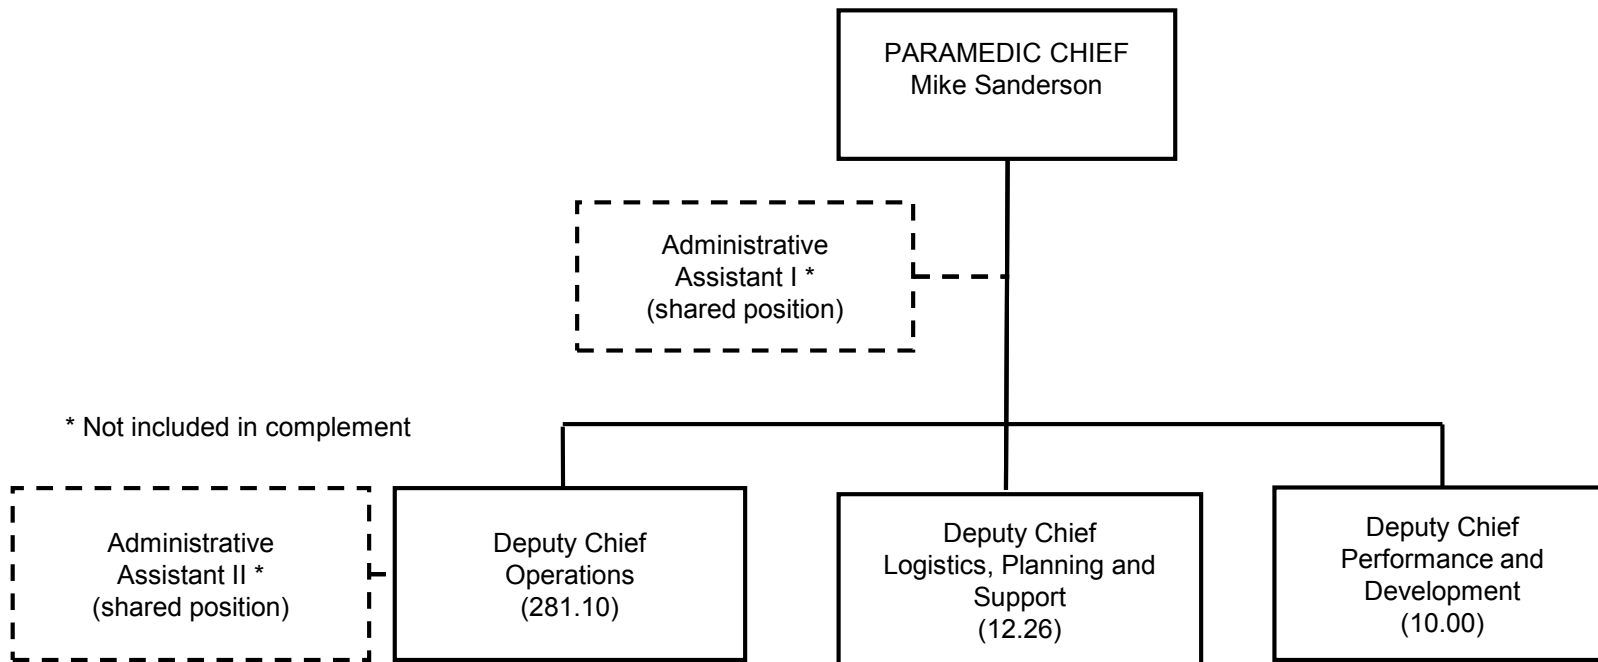 PARAMEDIC CHIEF
Mike Sanderson
Administrative
Assistant I *
(shared position)
* Not included in complement
Administrative
Assistant II *
(shared position)
Deputy Chief
Operations
(281.10)
Deputy Chief
Logistics, Planning and
Support
(12.26)
Deputy Chief
Performance and
Development
(10.00)